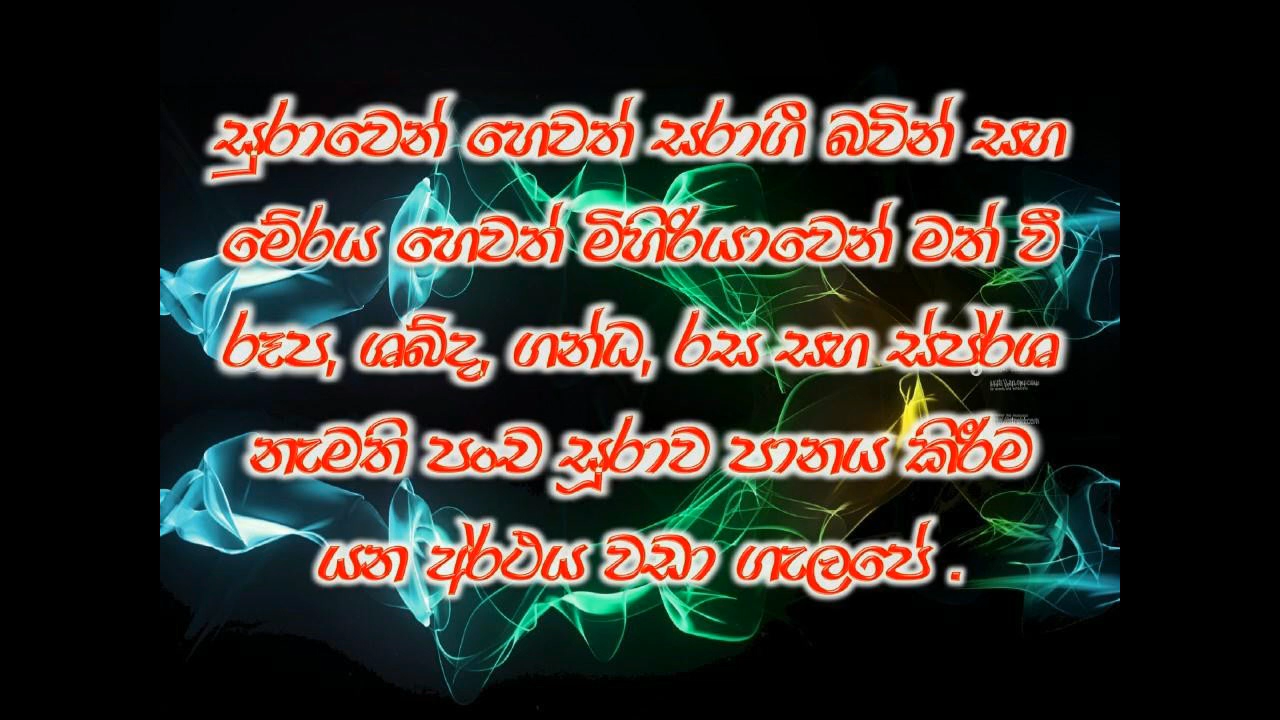 සුරාවෙන් හෙවත් සරාගී බවින් සහ
මේරය හෙවත් මිහිරියාවෙන් මත් වී
රූප, ශබ්ද, ගන්ධ, රස සහ ස්පර්ශ
නැමති පංච සූරාව පානය කිරීම
යන අර්ථය වඩා ගැලපේ .